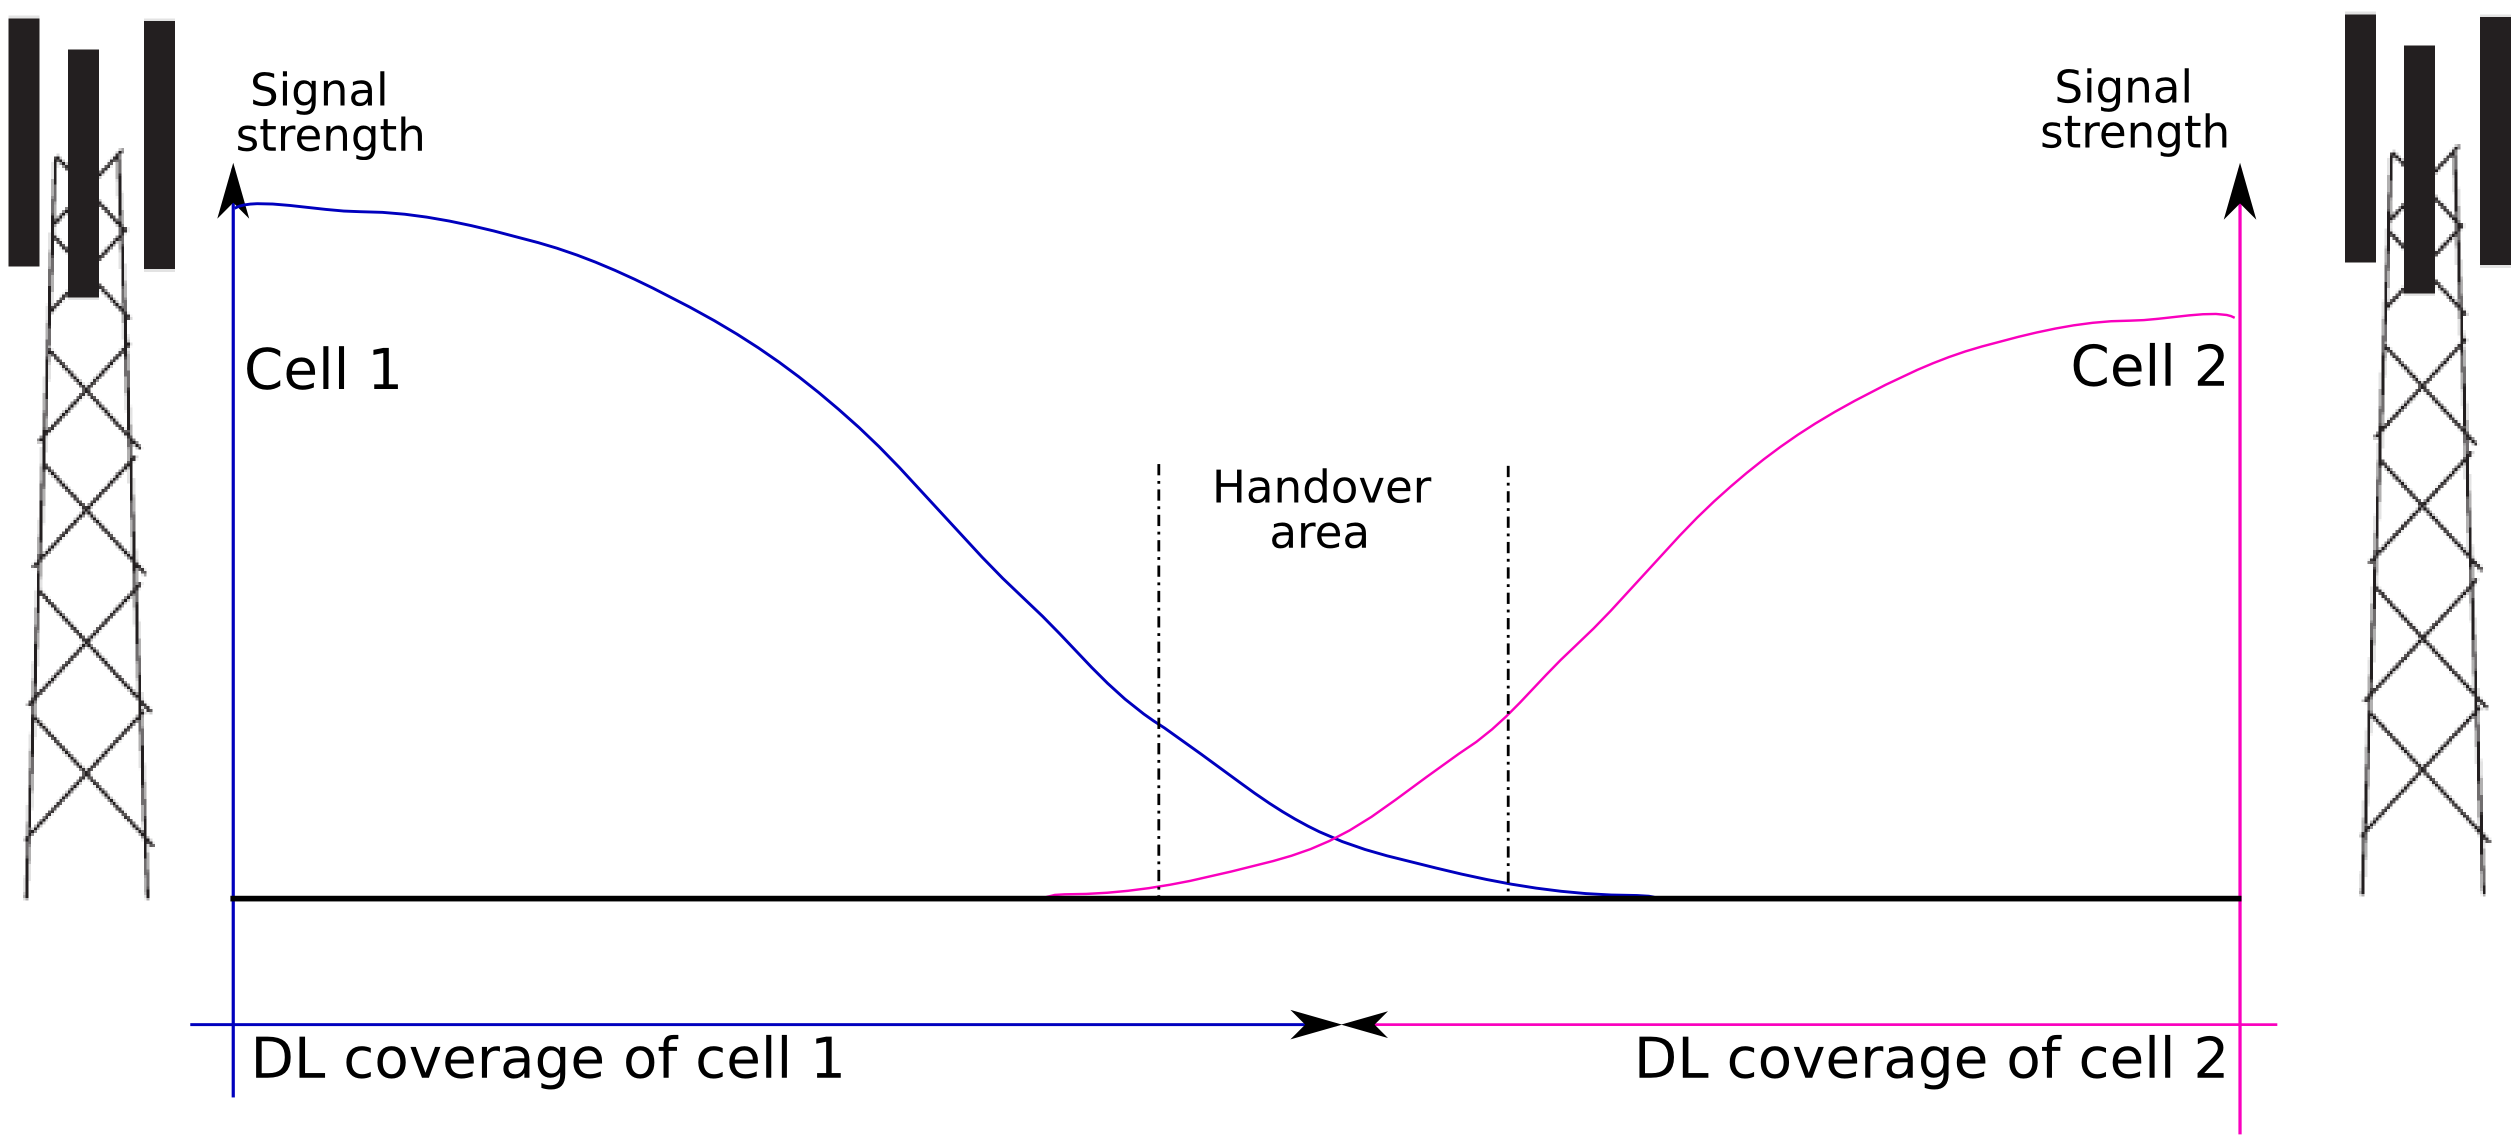 Signal
strength
Signal
strength
Cell 1
Cell 2
Handover
area
DL coverage of cell 1
DL coverage of cell 2